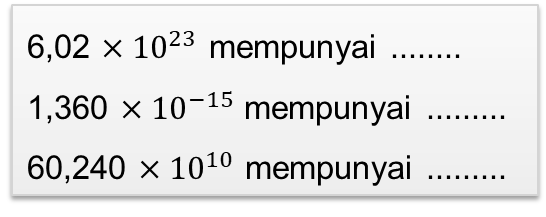 6,02 × 10²³ mempunyai ........
1,360 × 10⁻¹⁵ mempunyai .........
60,240 × 10¹⁰ mempunyai .........